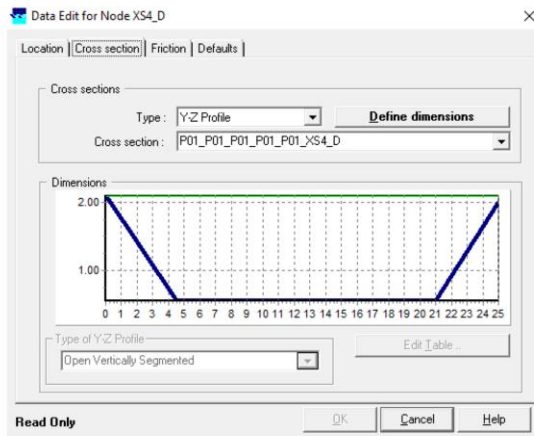 Data Edit for Node XS4_D
Location Cross section Friction Defaults
Cross sections
Type : Y-Z Profile Define dimensions
Cross section : P01_P01_P01_P01_P01_XS4_D
Dimensions
2.00
1.00
0 1 2 3 4 5 6 7 8 9 10 11 12 13 14 15 16 17 18 19 20 21 22 23 24 25
Type of Y-Z Profile
Open Vertically Segmented
Edit Table ..
Read Only OK Cancel Help